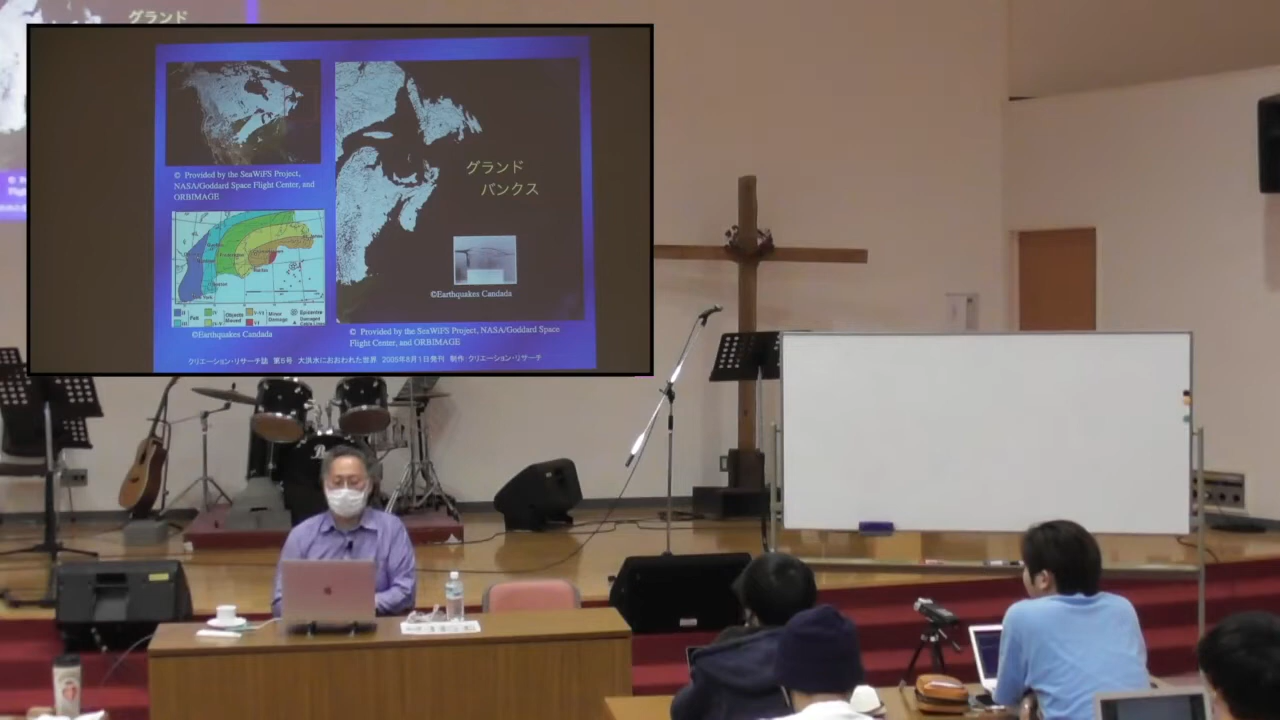 グランド
© Provided by the SeaWiFS Project,
NASA/Goddard Space Flight Center, and
ORBIMAGE
グランド
バンクス
©Earthquakes Candada
©Earthquakes Candada
© Provided by the SeaWiFS Project, NASA/Goddard Space
Flight Center, and ORBIMAGE
クリエーション・リサーチ誌 第5号 大洪水におおわれた世界 2005年8月1日発刊 制作 クリエーション・リサーチ